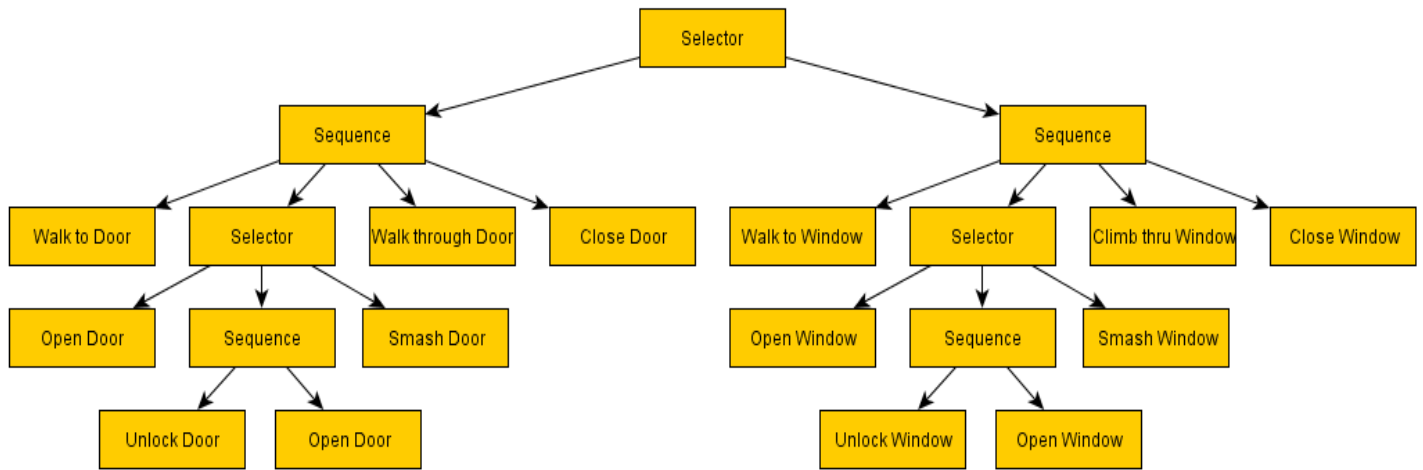 Selector
Sequence
Sequence
Walk to Door
Selector
Walk through Door
Close Door
Walk to Window
Selector
Climb thru Window
Close Window
Open Door
Sequence
Smash Door
Open Window
Sequence
Smash Window
Unlock Door
Open Door
Unlock Window
Open Window